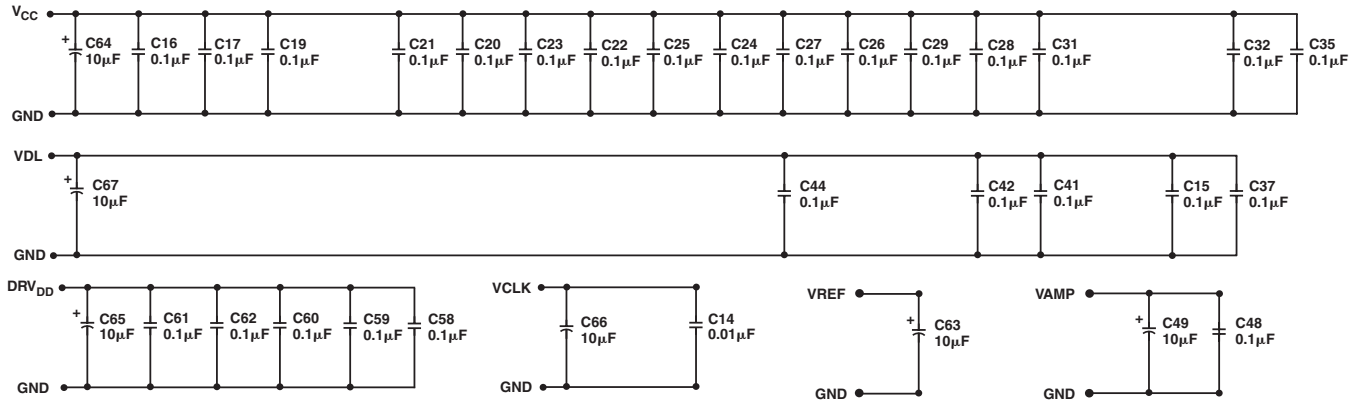 VCC
+ C64 10μF
C16 0.1μF
C17 0.1μF
C19 0.1μF
C21 0.1μF
C20 0.1μF
C23 0.1μF
C22 0.1μF
C25 0.1μF
C24 0.1μF
C27 0.1μF
C26 0.1μF
C29 0.1μF
C28 0.1μF
C31 0.1μF
C32 0.1μF
C35 0.1μF
GND
VDL
+ C67 10μF
C44 0.1μF
C42 0.1μF
C41 0.1μF
C15 0.1μF
C37 0.1μF
GND
DRVDD
+ C65 10μF
C61 0.1μF
C62 0.1μF
C60 0.1μF
C59 0.1μF
C58 0.1μF
GND
VCLK
+ C66 10μF
C14 0.01μF
GND
VREF
+ C63 10μF
GND
VAMP
+ C49 10μF
C48 0.1μF
GND